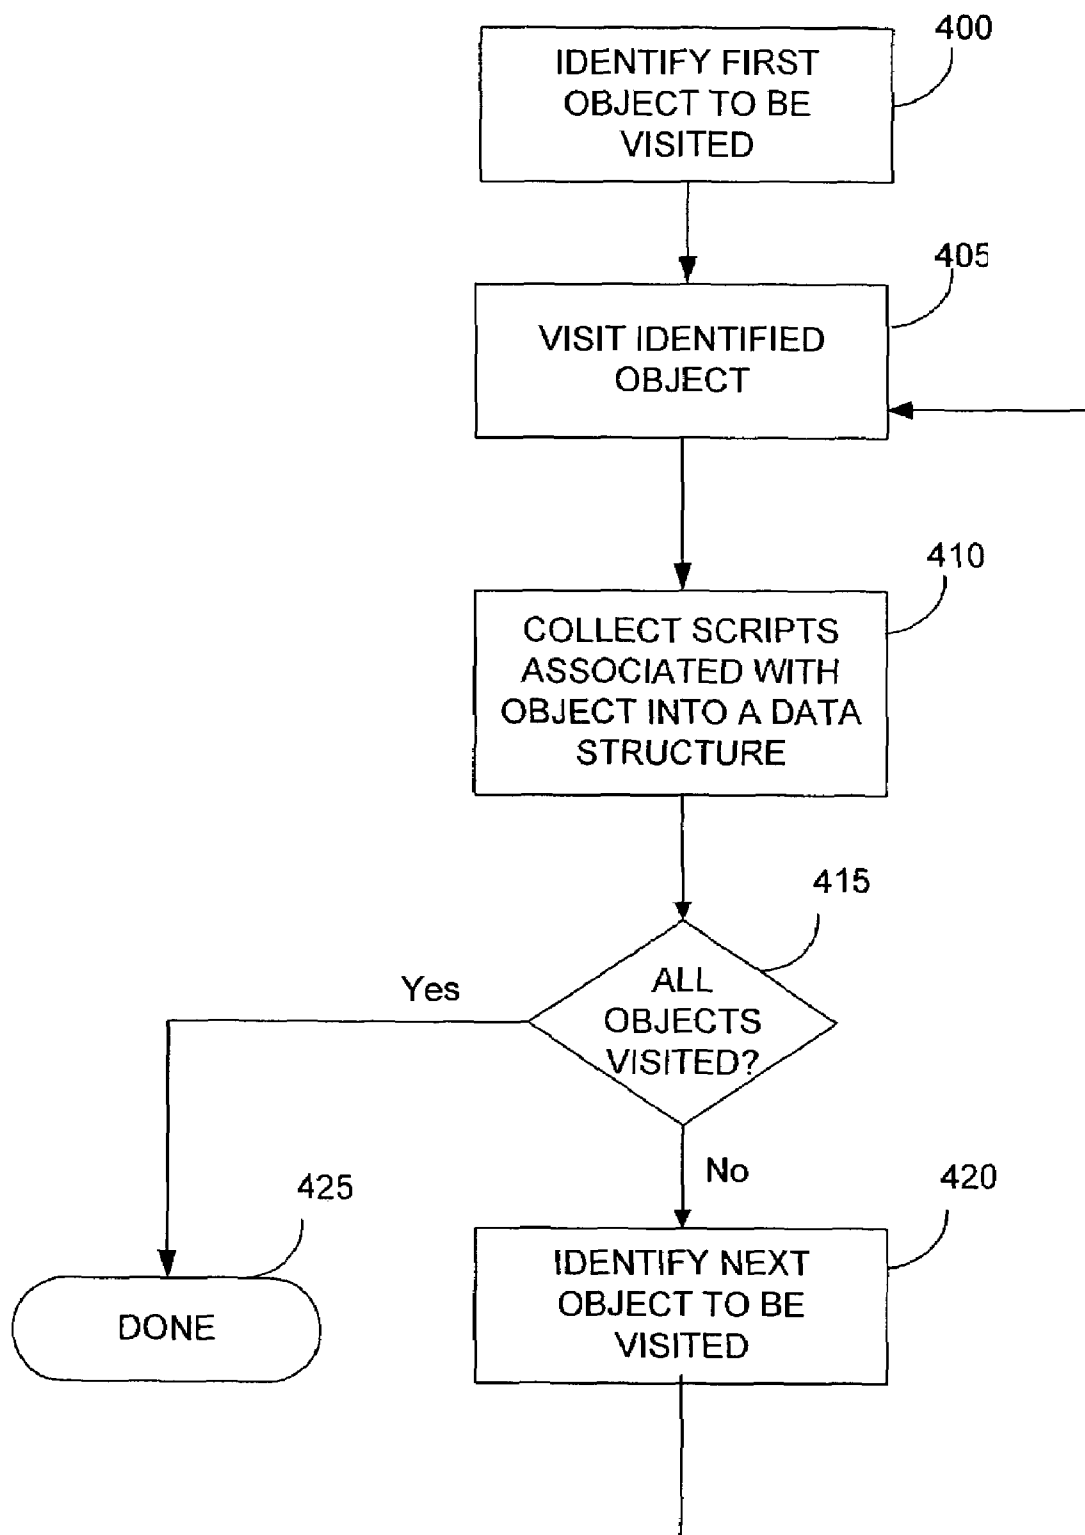 400
IDENTIFY FIRST
OBJECT TO BE
VISITED
405
VISIT IDENTIFIED
OBJECT
410
COLLECT SCRIPTS
ASSOCIATED WITH
OBJECT INTO A DATA
STRUCTURE
415
ALL
OBJECTS
VISITED?
Yes
No
420
IDENTIFY NEXT
OBJECT TO BE
VISITED
425
DONE